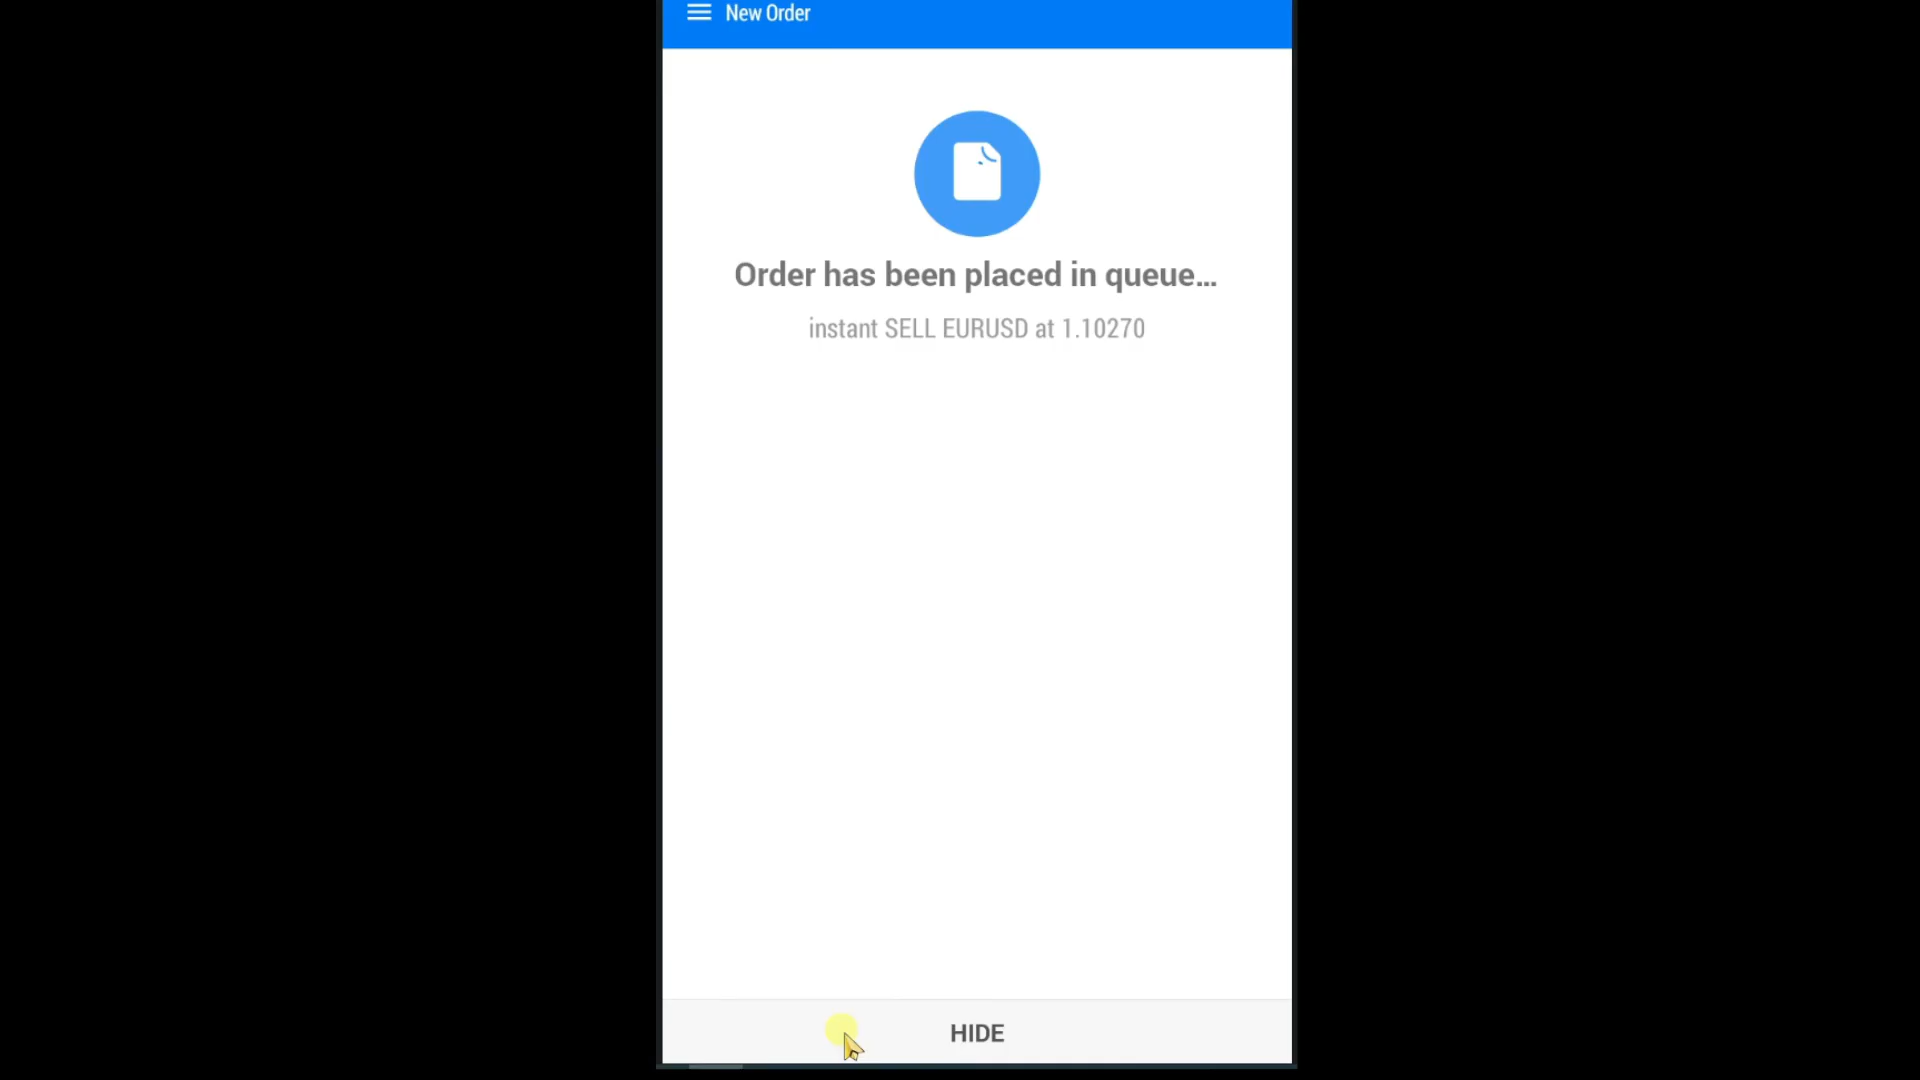 New Order
Order has been placed in queue...
instant SELL EURUSD at 1.10270
HIDE